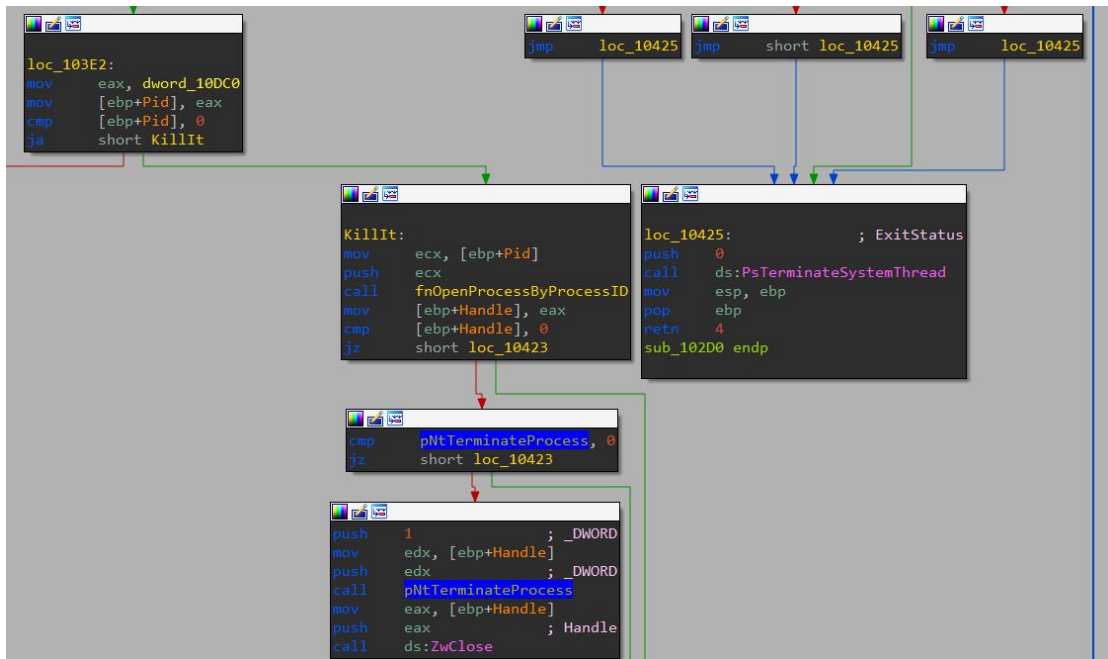 loc_103E2:
mov eax, dword_10DC0
mov [ebp+Pid], eax
cmp [ebp+Pid], 0
ja short KillIt
jmp loc_10425
jmp short loc_10425
jmp loc_10425
KillIt:
mov ecx, [ebp+Pid]
push ecx
call fnOpenProcessByProcessID
mov [ebp+Handle], eax
cmp [ebp+Handle], 0
jz short loc_10423
loc_10425: ; ExitStatus
push 0
call ds:PsTerminateSystemThread
mov esp, ebp
pop ebp
retn 4
sub_102D0 endp
cmp pNtTerminateProcess, 0
jz short loc_10423
push 1 ; _DWORD
mov edx, [ebp+Handle]
push edx ; _DWORD
call pNtTerminateProcess
mov eax, [ebp+Handle]
push eax ; Handle
call ds:ZwClose